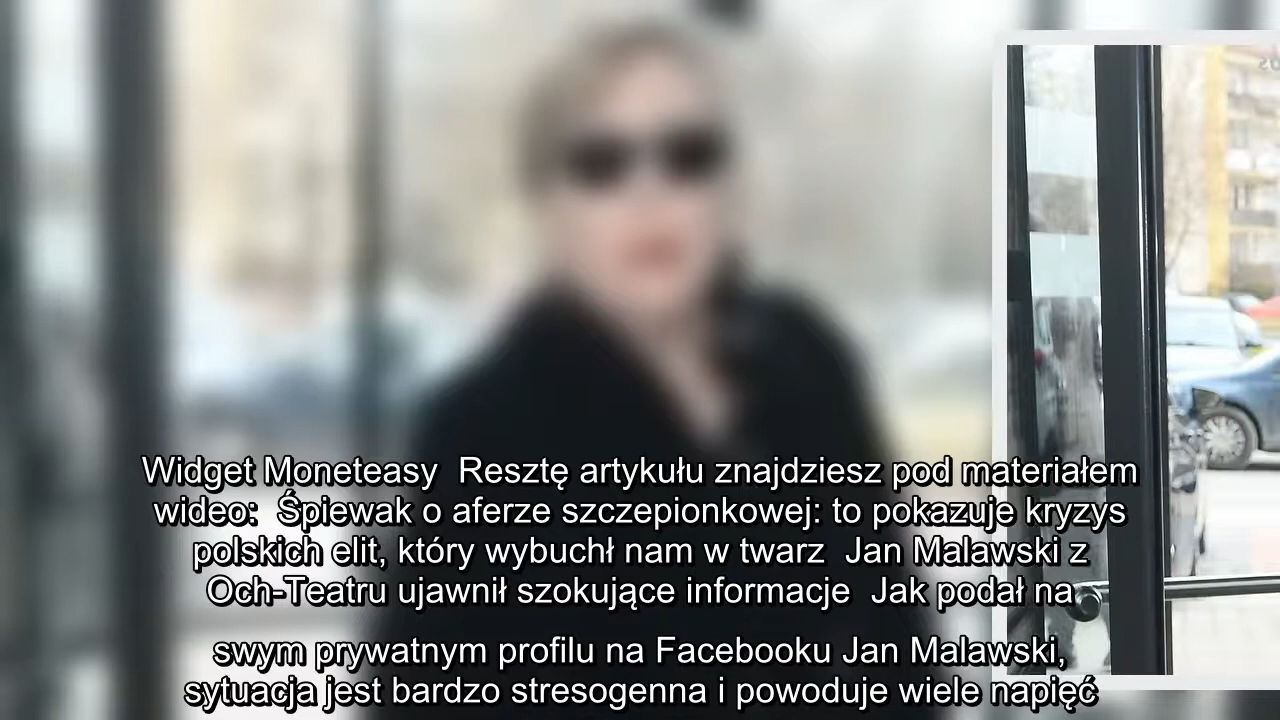 Widget Moneteasy  Resztę artykułu znajdziesz pod materiałem
wideo:  Śpiewak o aferze szczepionkowej: to pokazuje kryzys
polskich elit, który wybuchł nam w twarz  Jan Malawski z
Och-Teatru ujawnił szokujące informacje  Jak podał na
swym prywatnym profilu na Facebooku Jan Malawski,
sytuacja jest bardzo stresogenna i powoduje wiele napięć